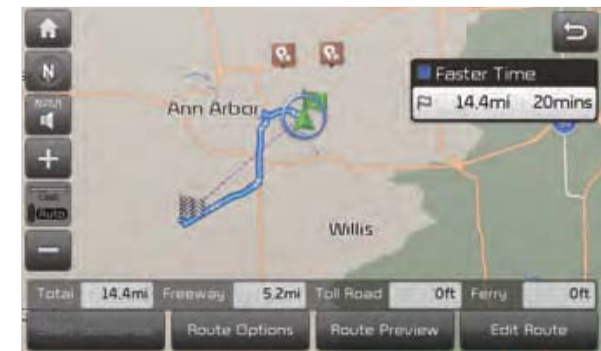 N
Faster Time
14.4mi 20mins
NAVI
Ann Arbor
Auto
Willis
Total 14.4mi Freeway 5.2mi Toll Road 0ft Ferry 0ft
Route Options Route Preview Edit Route